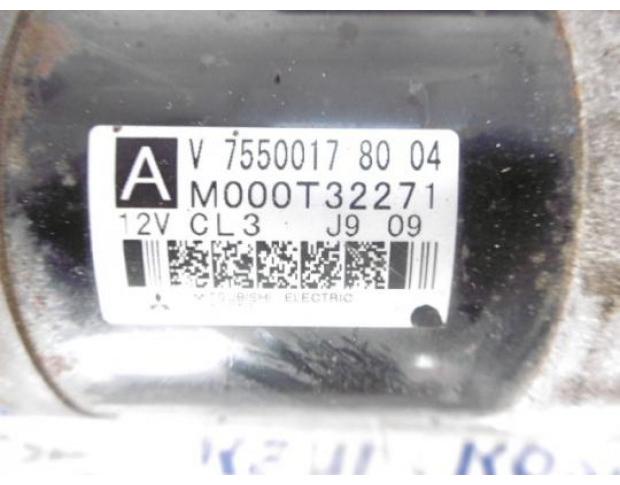 A V 7550017 80 04
M000T32271
12V CL3 J9 09
MITSUBISHI ELECTRIC